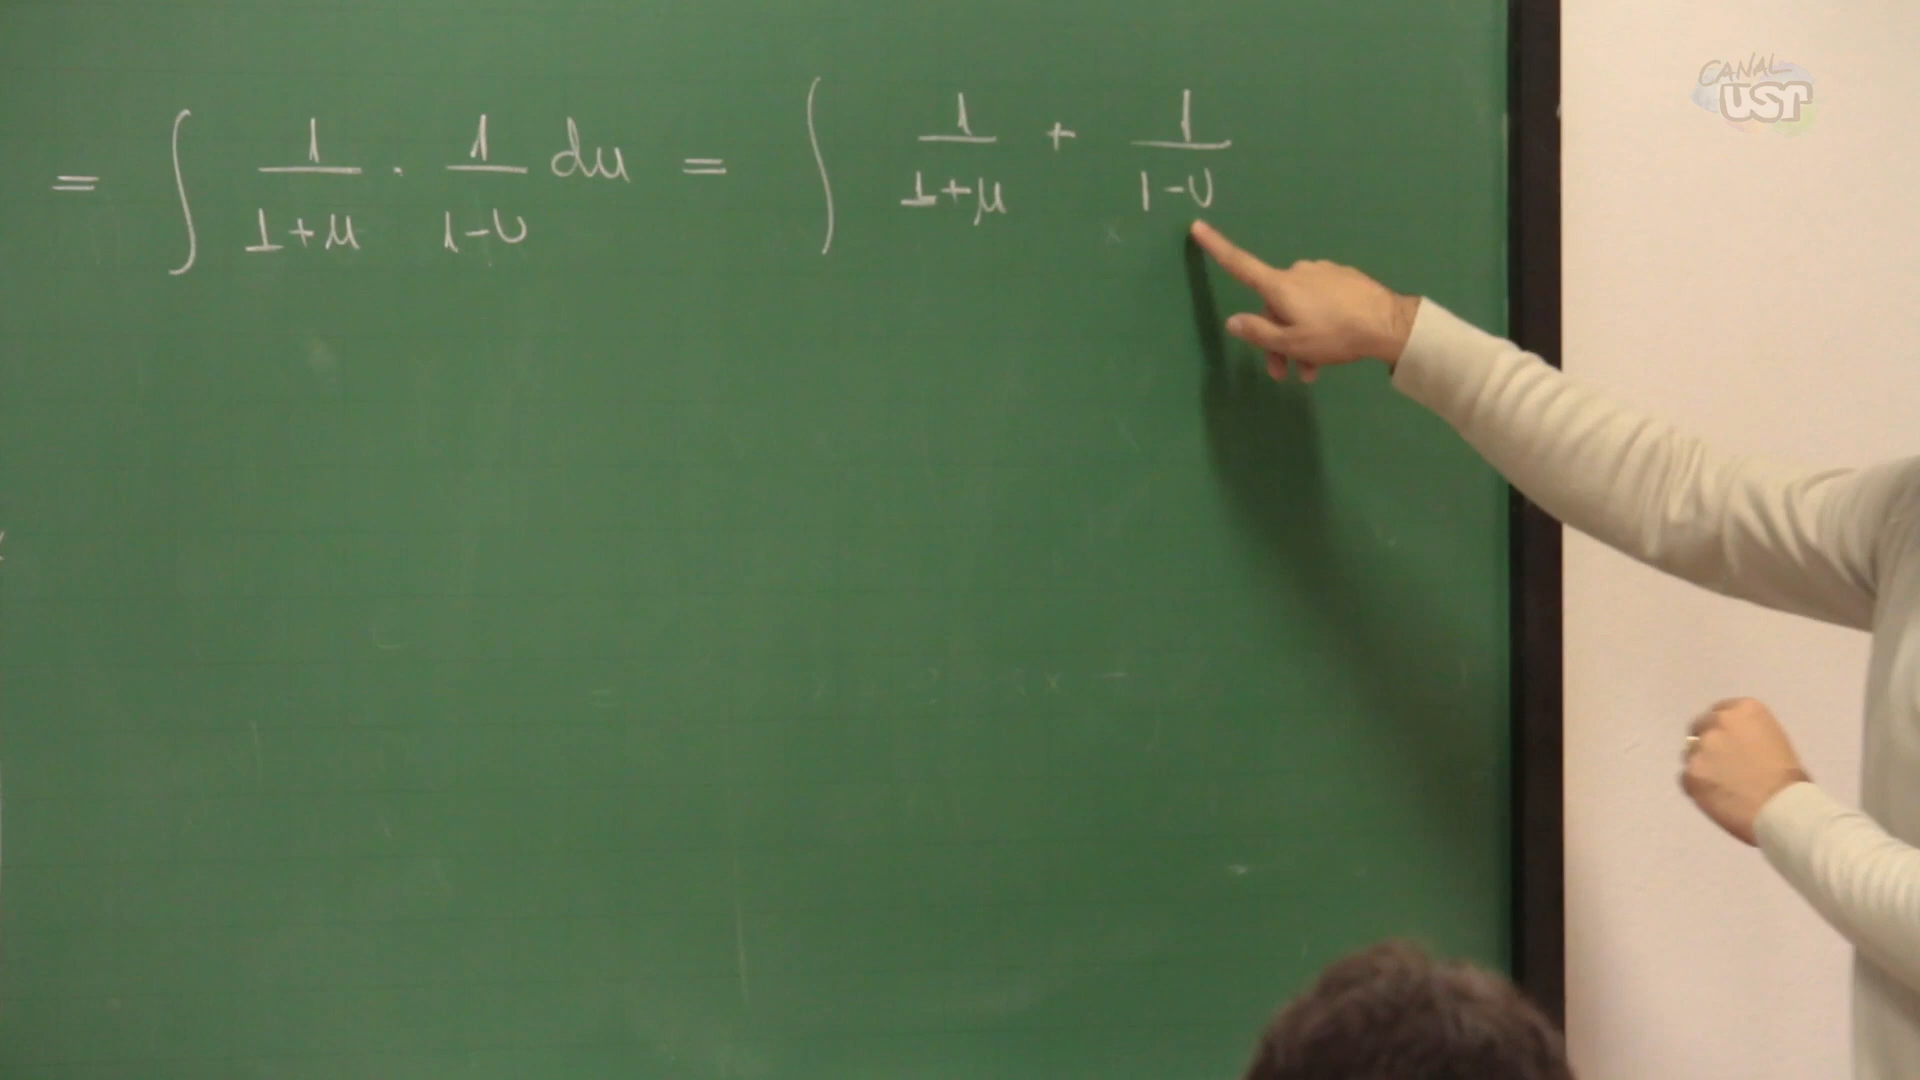 = ∫ 1/(1+u) · 1/(1-u) du = ∫ 1/(1+u) + 1/(1-u)
CANAL
USP